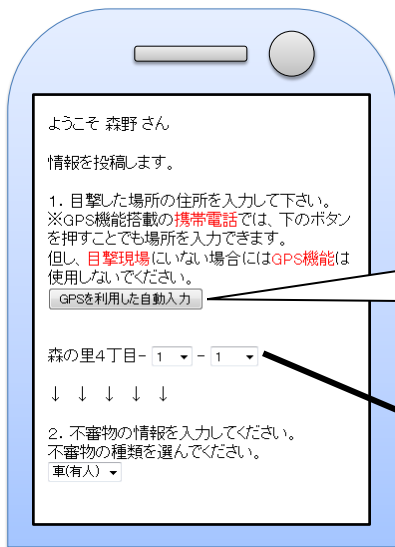 ようこそ 森野 さん
情報を投稿します。
1. 目撃した場所の住所を入力して下さい。
※GPS機能搭載の携帯電話では、下のボタン
を押すことでも場所を入力できます。
但し、目撃現場にいない場合にはGPS機能は
使用しないでください。
GPSを利用した自動入力
森の里4丁目- 1 - 1
↓ ↓ ↓ ↓ ↓
2. 不審物の情報を入力してください。
不審物の種類を選んでください。
車(有人)